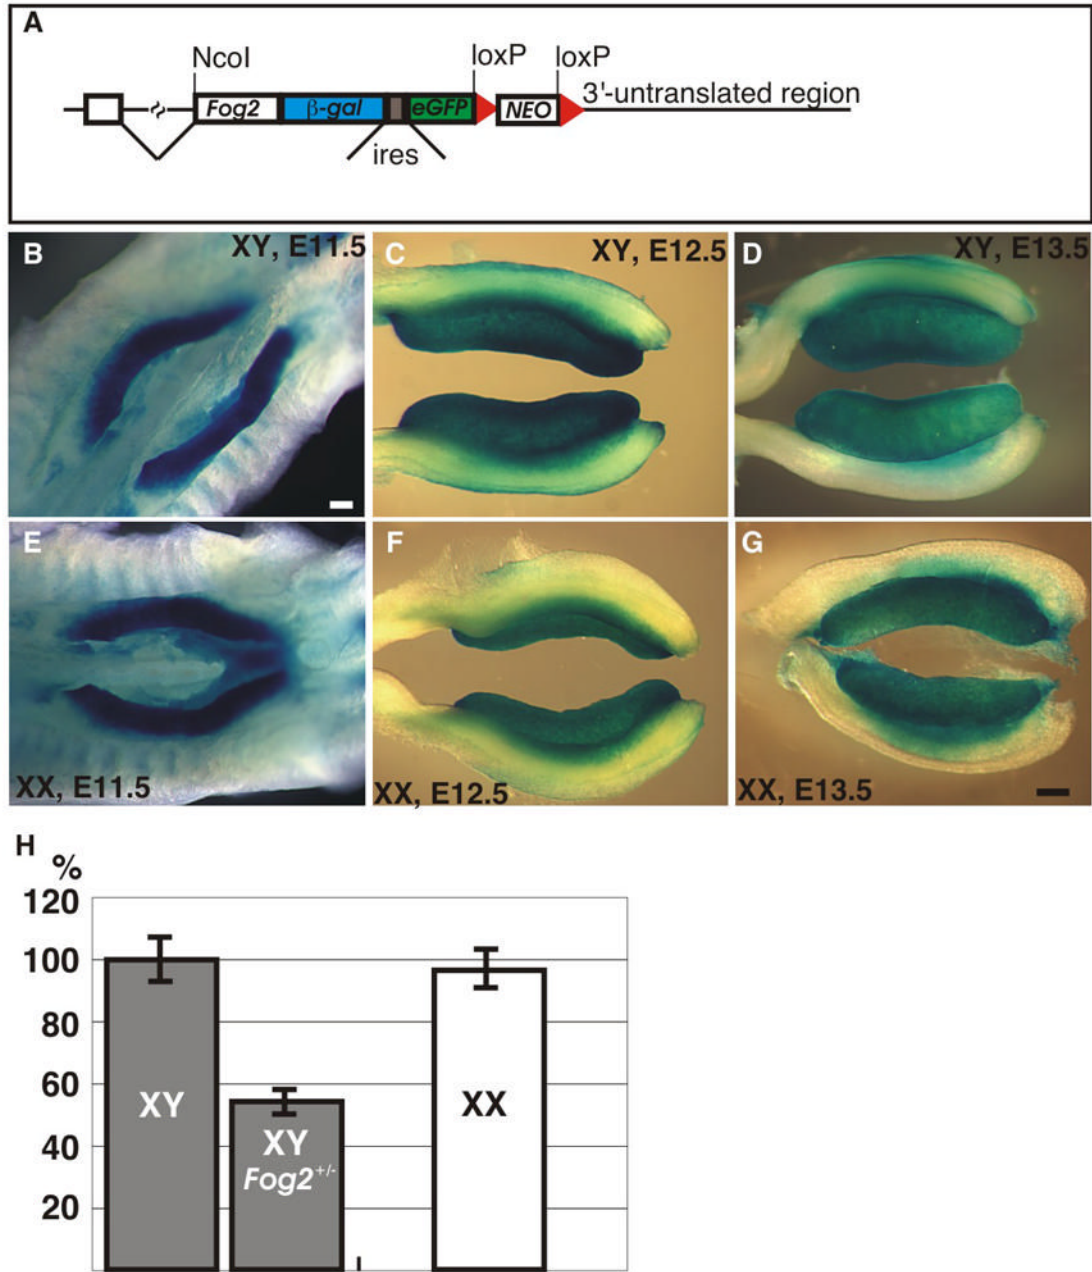 A
NcoI
loxP
loxP
Fog2
β-gal
eGFP
NEO
3'-untranslated region
ires
B
XY, E11.5
C
XY, E12.5
D
XY, E13.5
E
XX, E11.5
F
XX, E12.5
G
XX, E13.5
H
%
120
100
80
60
40
20
XY
XY
Fog2+/-
XX